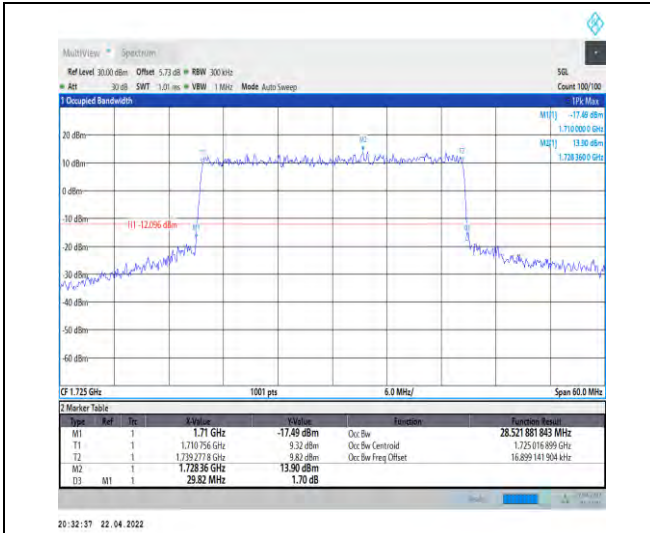 MultiView Spectrum
Ref Level 30.00 dBm Offset 5.73 dB RBW 300 kHz SGL
Att 30 dB SWT 1.01 ms VBW 1 MHz Mode Auto Sweep Count 100/100
1 Occupied Bandwidth 1Pk Max
M1[1] -17.49 dBm
1.710 000 0 GHz
M2[1] 13.90 dBm
1.728 360 0 GHz
20 dBm
M2
T1 T2
10 dBm
0 dBm
-10 dBm
H1 -12.096 dBm
M1
-20 dBm
-30 dBm
-40 dBm
-50 dBm
-60 dBm
CF 1.725 GHz 1001 pts 6.0 MHz/ Span 60.0 MHz
2 Marker Table
Type Ref Trc X-Value Y-Value Function Function Result
M1 1 1.71 GHz -17.49 dBm Occ Bw 28.521 881 843 MHz
T1 1 1.710 756 GHz 9.32 dBm Occ Bw Centroid 1.725 016 899 GHz
T2 1 1.739 277 8 GHz 9.82 dBm Occ Bw Freq Offset 16.899 141 904 kHz
M2 1 1.728 36 GHz 13.90 dBm
D3 M1 1 29.82 MHz 1.70 dB
20:32:37 22.04.2022